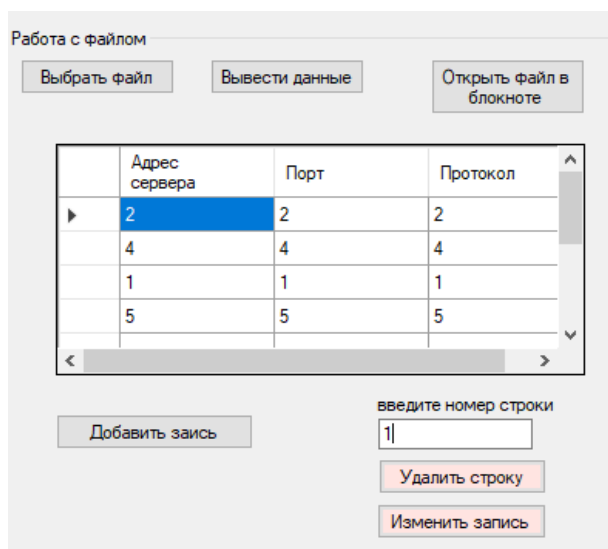 Работа с файлом
Выбрать файл Вывести данные Открыть файл в
блокноте
Адрес
сервера Порт Протокол
2 2 2
4 4 4
1 1 1
5 5 5
введите номер строки
Добавить заись 1
Удалить строку
Изменить запись